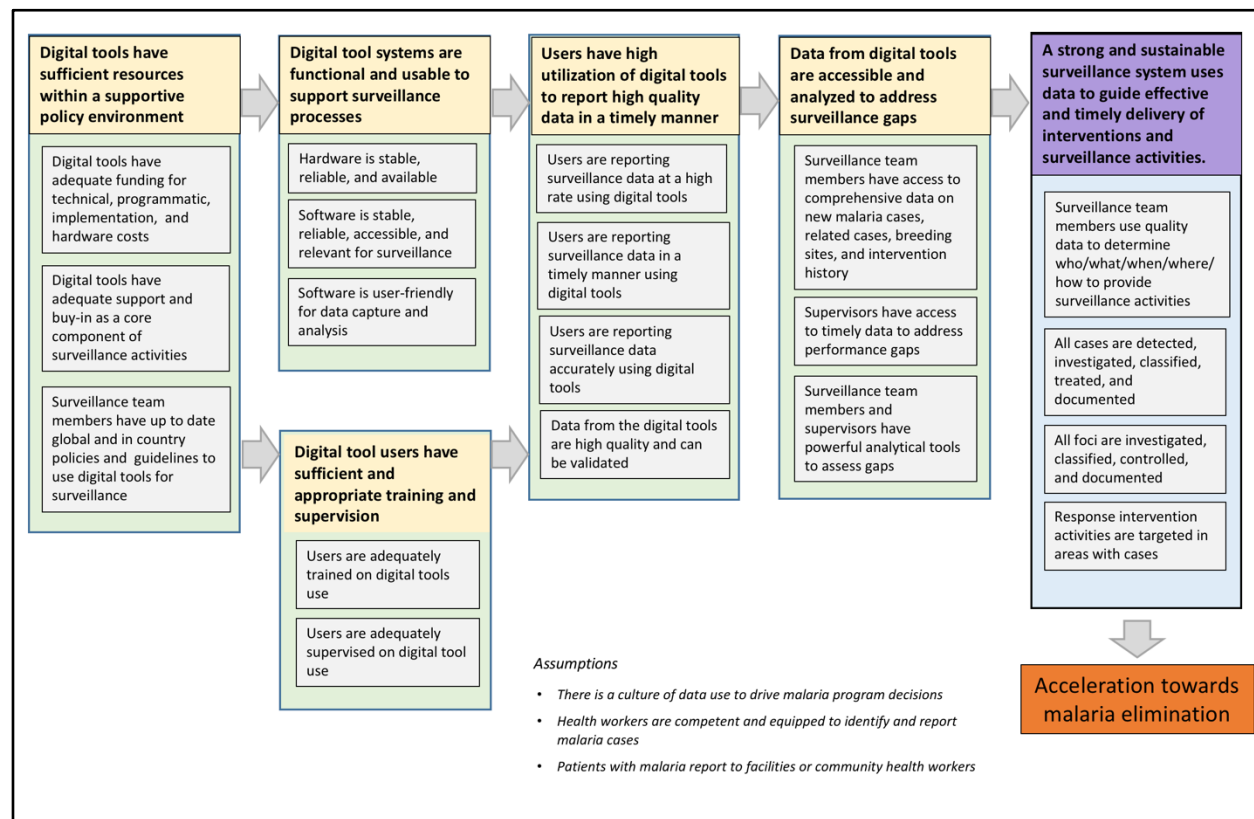 Digital tools have
sufficient resources
within a supportive
policy environment
Digital tools have
adequate funding for
technical, programmatic,
implementation, and
hardware costs
Digital tools have
adequate support and
buy-in as a core
component of
surveillance activities
Surveillance team
members have up to date
global and in country
policies and guidelines to
use digital tools for
surveillance
Digital tool systems are
functional and usable to
support surveillance
processes
Hardware is stable,
reliable, and available
Software is stable,
reliable, accessible, and
relevant for surveillance
Software is user-friendly
for data capture and
analysis
Digital tool users have
sufficient and
appropriate training and
supervision
Users are adequately
trained on digital tools
use
Users are adequately
supervised on digital tool
use
Users have high
utilization of digital tools
to report high quality
data in a timely manner
Users are reporting
surveillance data at a high
rate using digital tools
Users are reporting
surveillance data in a
timely manner using
digital tools
Users are reporting
surveillance data
accurately using digital
tools
Data from the digital tools
are high quality and can
be validated
Data from digital tools
are accessible and
analyzed to address
surveillance gaps
Surveillance team
members have access to
comprehensive data on
new malaria cases,
related cases, breeding
sites, and intervention
history
Supervisors have access
to timely data to address
performance gaps
Surveillance team
members and
supervisors have
powerful analytical tools
to assess gaps
A strong and sustainable
surveillance system uses
data to guide effective
and timely delivery of
interventions and
surveillance activities.
Surveillance team
members use quality
data to determine
who/what/when/where/
how to provide
surveillance activities
All cases are detected,
investigated, classified,
treated, and
documented
All foci are investigated,
classified, controlled,
and documented
Response intervention
activities are targeted in
areas with cases
Acceleration towards
malaria elimination
Assumptions
• There is a culture of data use to drive malaria program decisions
• Health workers are competent and equipped to identify and report
malaria cases
• Patients with malaria report to facilities or community health workers